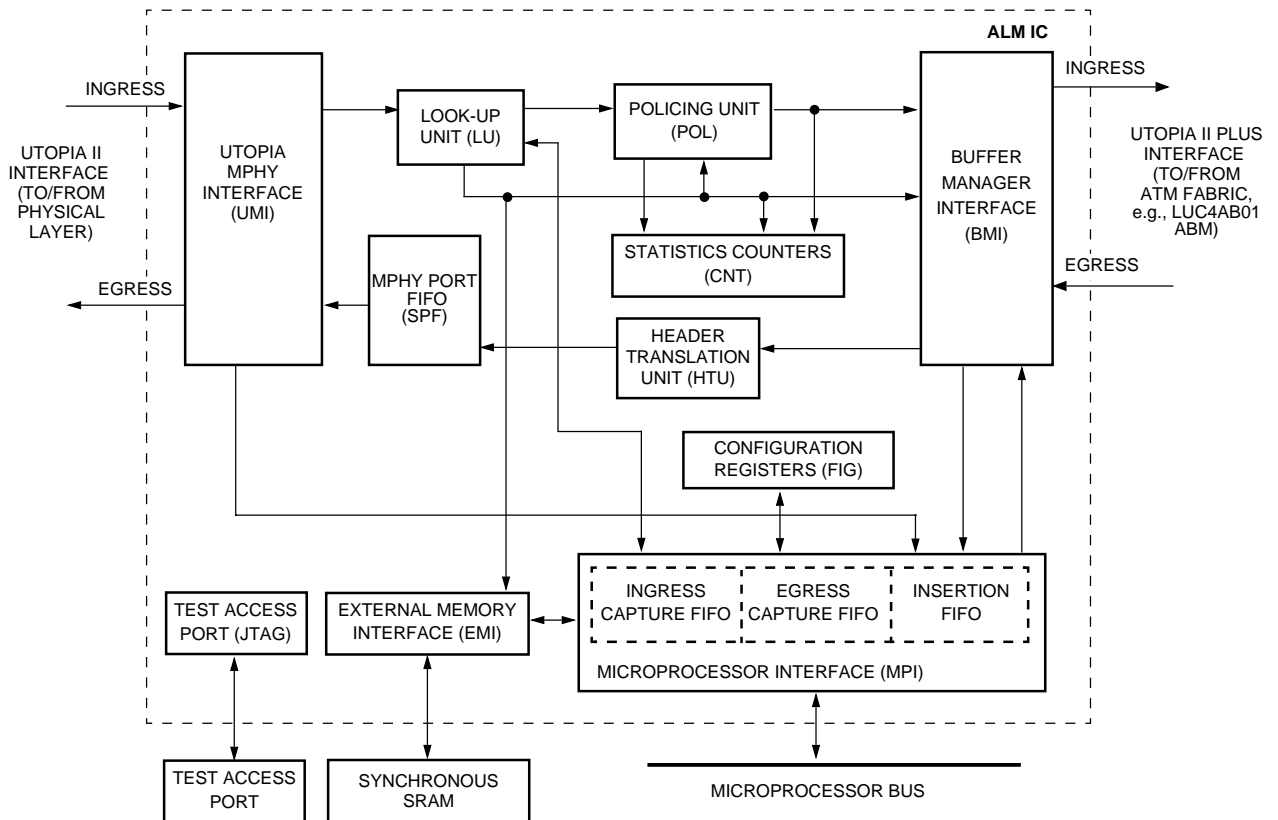 ALM IC
INGRESS
UTOPIA II
INTERFACE
(TO/FROM
PHYSICAL
LAYER)
EGRESS
UTOPIA
MPHY
INTERFACE
(UMI)
LOOK-UP
UNIT (LU)
POLICING UNIT
(POL)
STATISTICS COUNTERS
(CNT)
MPHY PORT
FIFO
(SPF)
HEADER
TRANSLATION
UNIT (HTU)
BUFFER
MANAGER
INTERFACE
(BMI)
INGRESS
UTOPIA II PLUS
INTERFACE
(TO/FROM
ATM FABRIC,
e.g., LUC4AB01
ABM)
EGRESS
CONFIGURATION
REGISTERS (FIG)
INGRESS
CAPTURE FIFO
EGRESS
CAPTURE FIFO
INSERTION
FIFO
MICROPROCESSOR INTERFACE (MPI)
TEST ACCESS
PORT (JTAG)
EXTERNAL MEMORY
INTERFACE (EMI)
TEST ACCESS
PORT
SYNCHRONOUS
SRAM
MICROPROCESSOR BUS